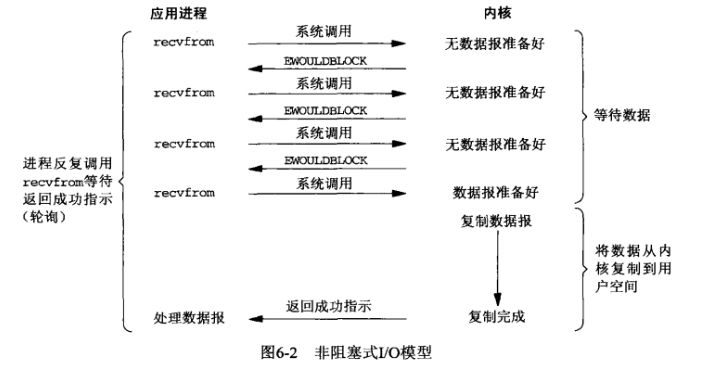 应用进程
内核
recvfrom
系统调用
无数据报准备好
EWOULDBLOCK
recvfrom
系统调用
无数据报准备好
EWOULDBLOCK
recvfrom
系统调用
无数据报准备好
EWOULDBLOCK
recvfrom
系统调用
数据报准备好
等待数据
进程反复调用
recvfrom等待
返回成功指示
（轮询）
复制数据报
将数据从内
核复制到用
户空间
处理数据报
返回成功指示
复制完成
图6-2 非阻塞式I/O模型